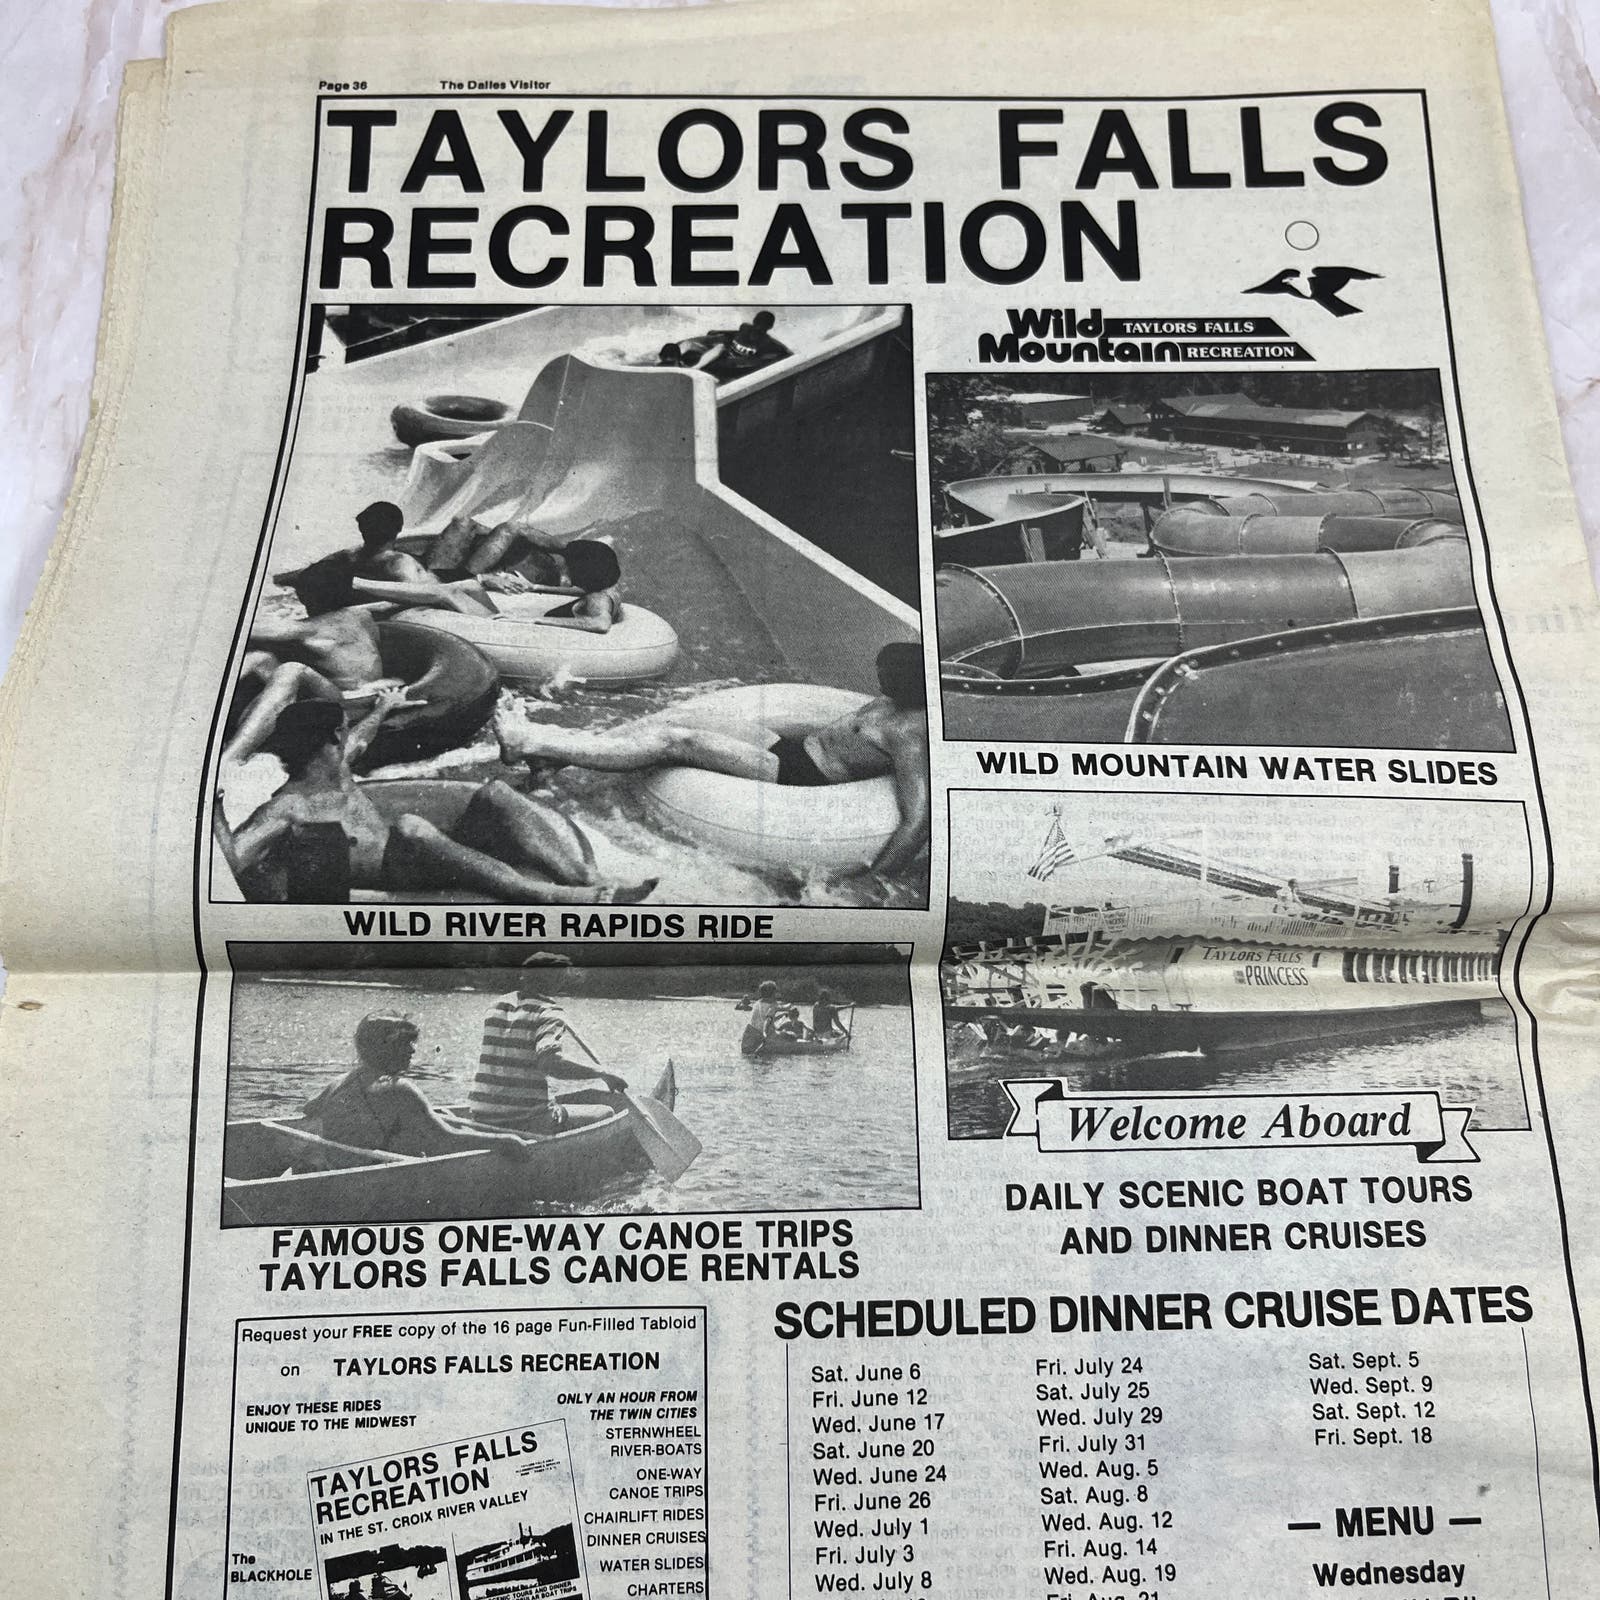 Page 36 The Dalles Visitor
TAYLORS FALLS
RECREATION
Wild
Mountain
TAYLORS FALLS
RECREATION
WILD MOUNTAIN WATER SLIDES
WILD RIVER RAPIDS RIDE
TAYLORS FALLS
PRINCESS
Welcome Aboard
DAILY SCENIC BOAT TOURS
AND DINNER CRUISES
FAMOUS ONE-WAY CANOE TRIPS
TAYLORS FALLS CANOE RENTALS
Request your FREE copy of the 16 page Fun-Filled Tabloid
on TAYLORS FALLS RECREATION
ENJOY THESE RIDES
UNIQUE TO THE MIDWEST
ONLY AN HOUR FROM
THE TWIN CITIES
STERNWHEEL
RIVER-BOATS
ONE-WAY
CANOE TRIPS
CHAIRLIFT RIDES
DINNER CRUISES
WATER SLIDES
CHARTERS
TAYLORS FALLS
RECREATION
IN THE ST. CROIX RIVER VALLEY
The
BLACKHOLE
SCHEDULED DINNER CRUISE DATES
Sat. June 6
Fri. June 12
Wed. June 17
Sat. June 20
Wed. June 24
Fri. June 26
Wed. July 1
Fri. July 3
Wed. July 8
Fri. July 24
Sat. July 25
Wed. July 29
Fri. July 31
Wed. Aug. 5
Sat. Aug. 8
Wed. Aug. 12
Fri. Aug. 14
Wed. Aug. 19
Fri. Aug. 21
Sat. Sept. 5
Wed. Sept. 9
Sat. Sept. 12
Fri. Sept. 18
— MENU —
Wednesday